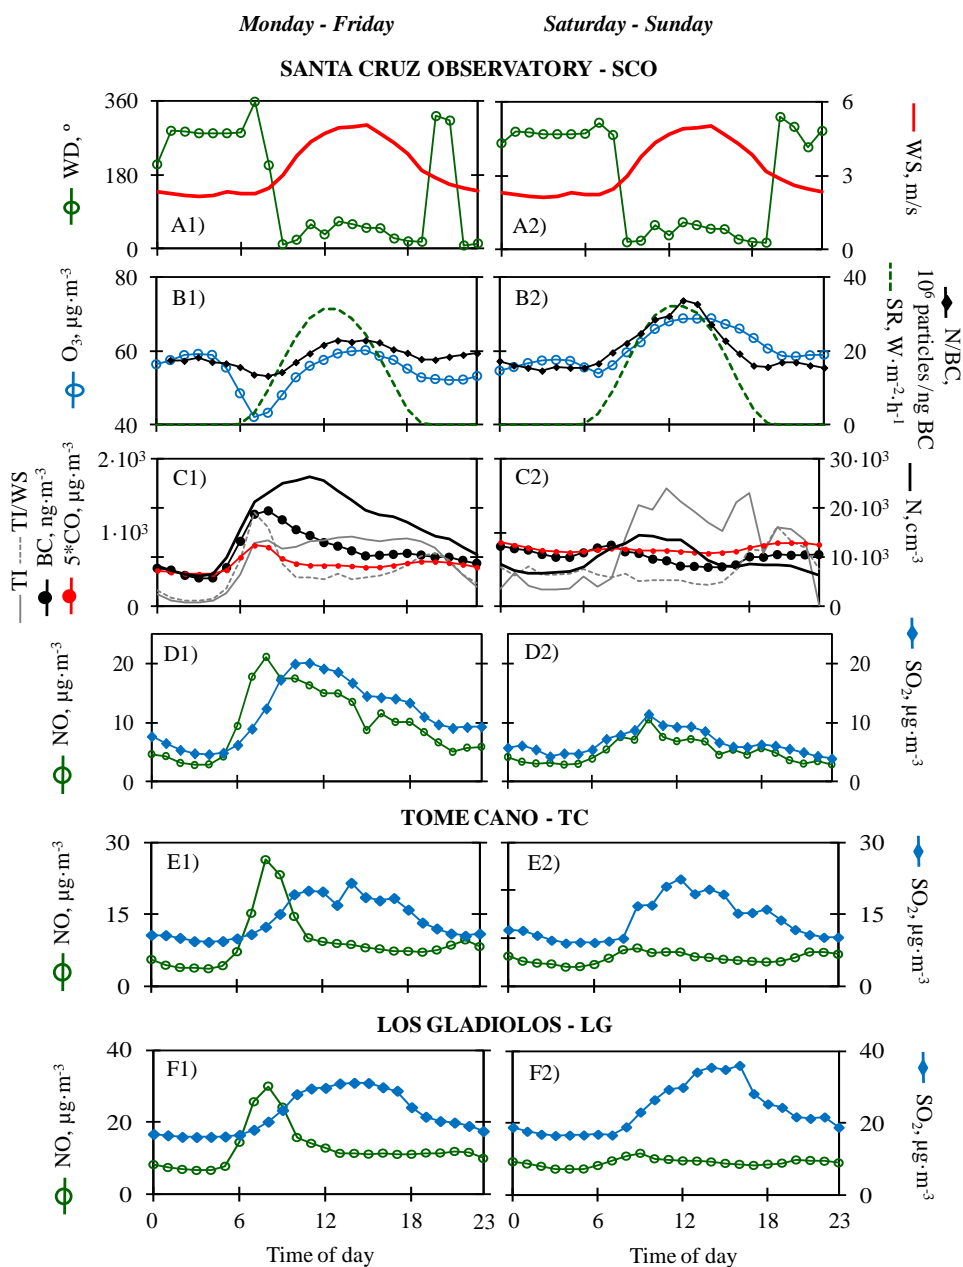 Monday - Friday
Saturday - Sunday
SANTA CRUZ OBSERVATORY - SCO
WD, º
360
180
0
A1)
A2)
6
3
0
WS, m/s
O3, µg·m-3
80
60
40
B1)
B2)
40
20
0
N/BC,
10^6 particles/ng BC
SR, W·m-2·h-1
TI ---- TI/WS
BC, ng·m-3
5*CO, µg·m-3
2·10^3
1·10^3
0
C1)
C2)
30·10^3
20·10^3
10·10^3
0
N, cm-3
NO, µg·m-3
20
10
0
D1)
D2)
20
10
0
SO2, µg·m-3
TOME CANO - TC
NO, µg·m-3
30
15
0
E1)
E2)
30
15
0
SO2, µg·m-3
LOS GLADIOLOS - LG
NO, µg·m-3
40
20
0
F1)
F2)
40
20
0
SO2, µg·m-3
0 6 12 18 23
0 6 12 18 23
Time of day
Time of day